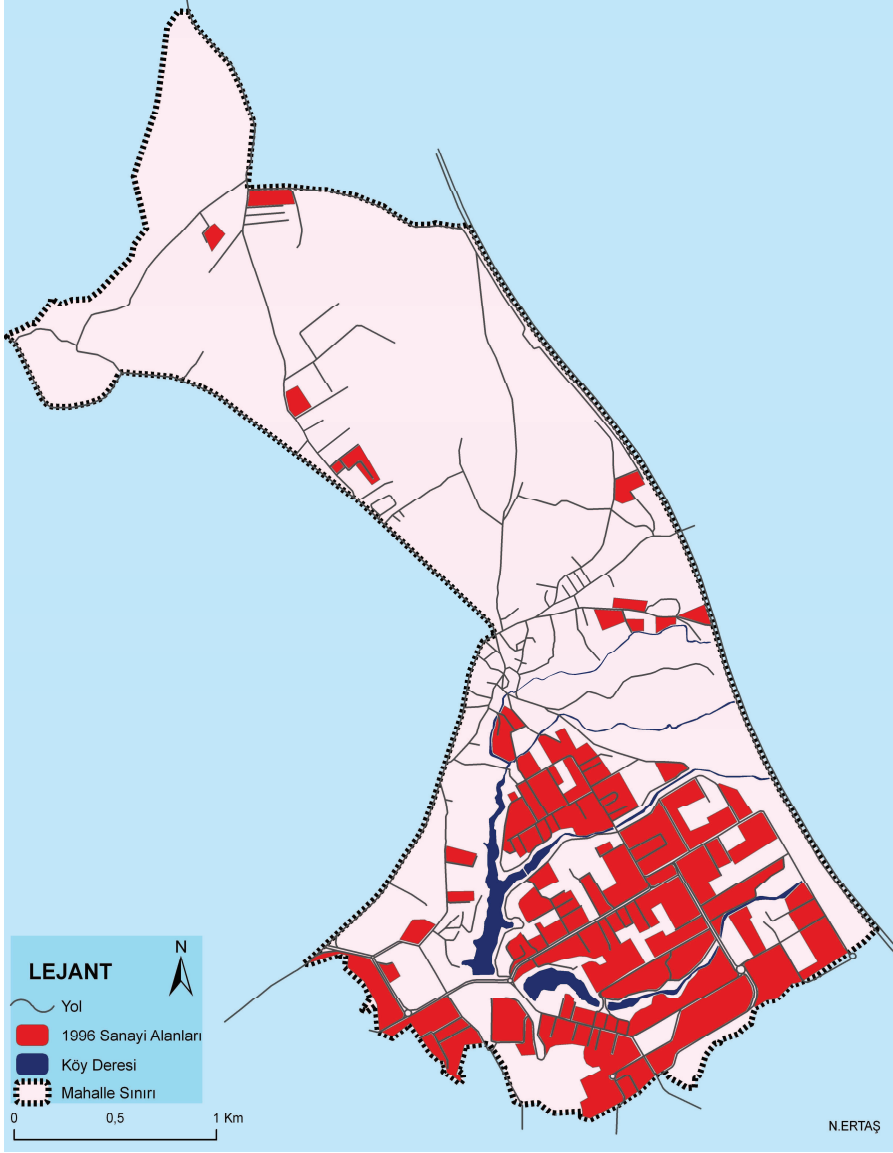 LEJANT
N
Yol
1996 Sanayi Alanları
Köy Deresi
Mahalle Sınırı
0 0,5 1 Km
N.ERTAŞ